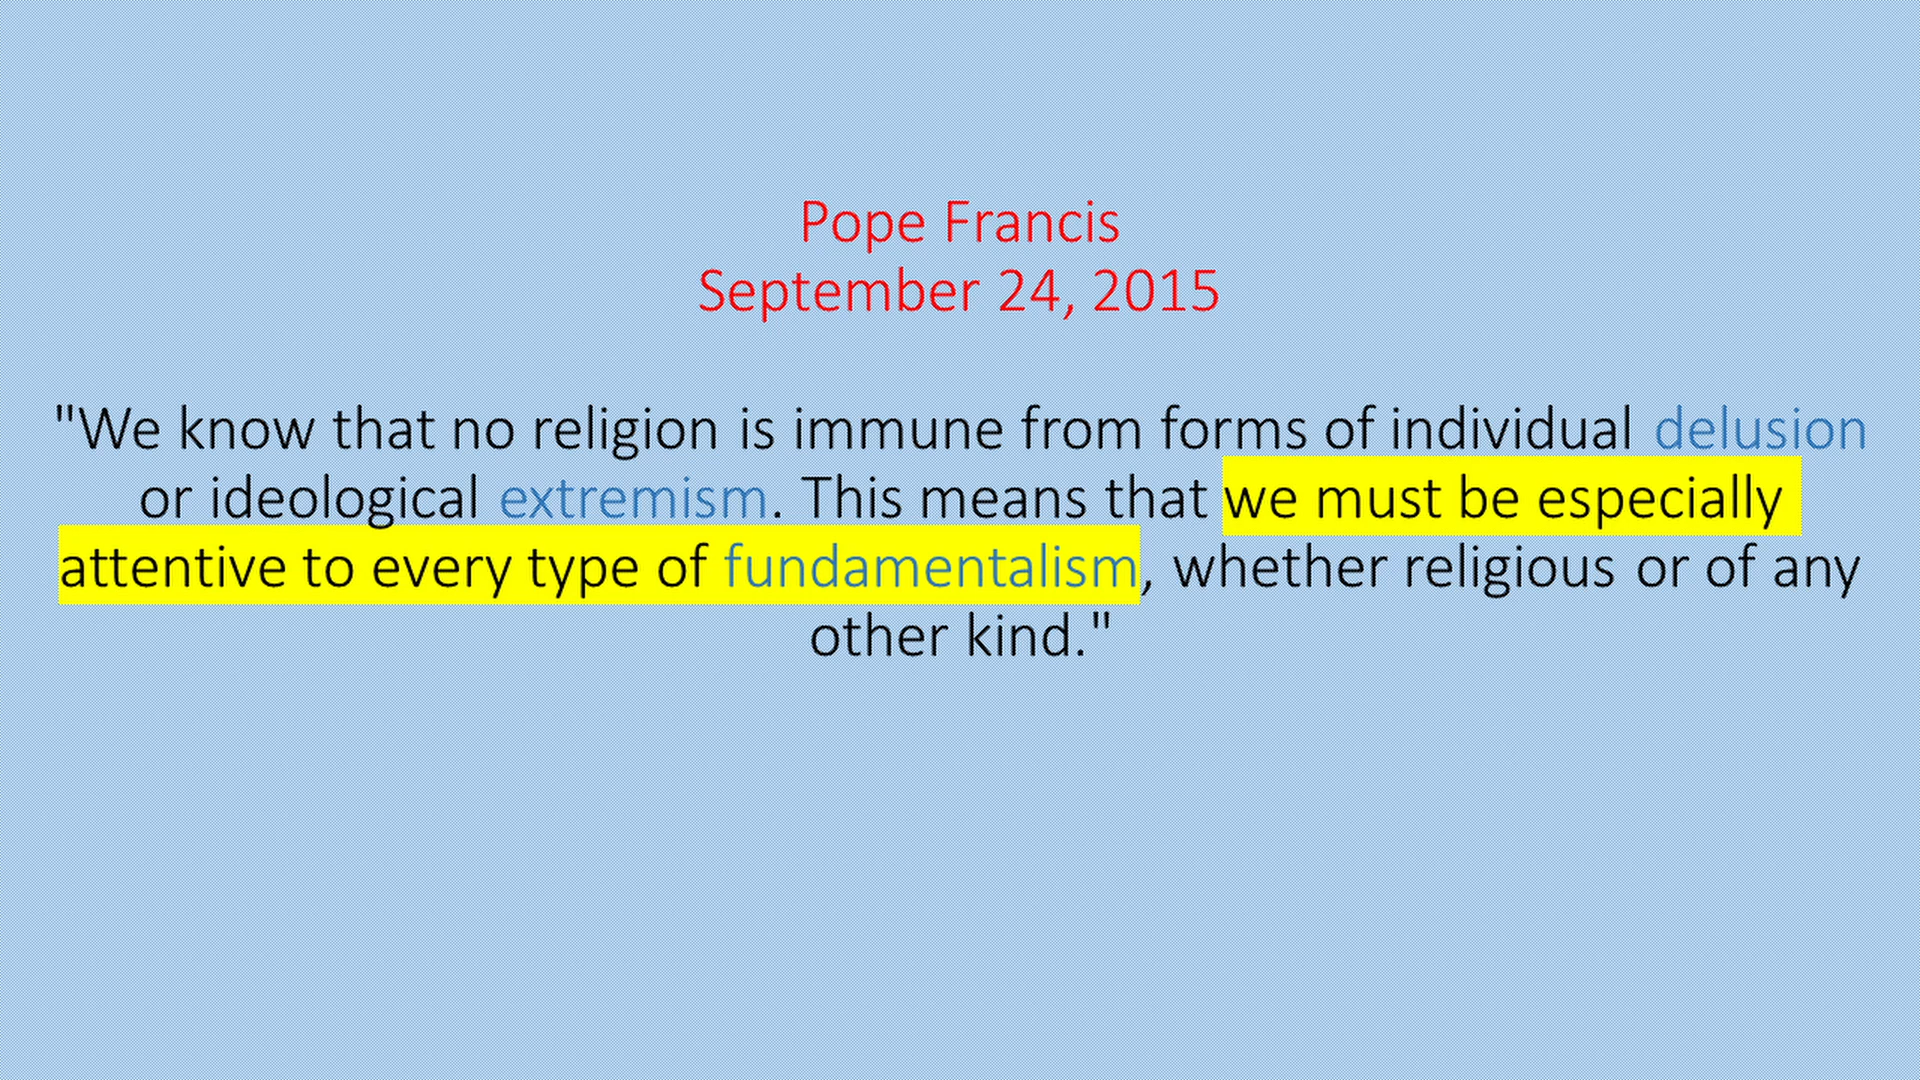 Pope Francis
September 24, 2015
"We know that no religion is immune from forms of individual delusion
or ideological extremism. This means that we must be especially
attentive to every type of fundamentalism, whether religious or of any
other kind."